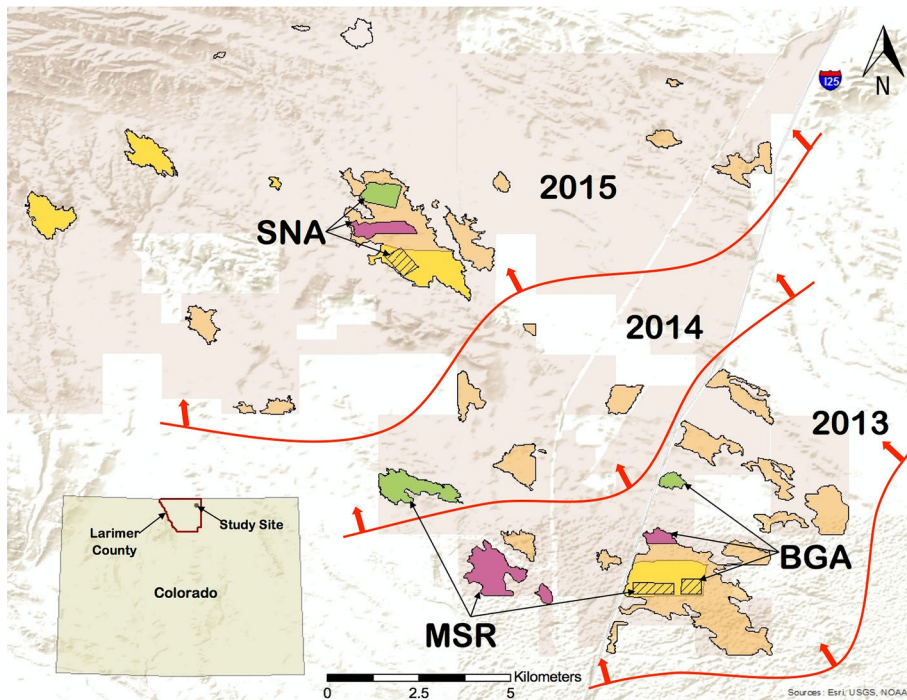 I25
N
2015
SNA
2014
2013
Larimer
County
Study Site
Colorado
BGA
MSR
Kilometers
0 2.5 5
Sources: Esri, USGS, NOAA